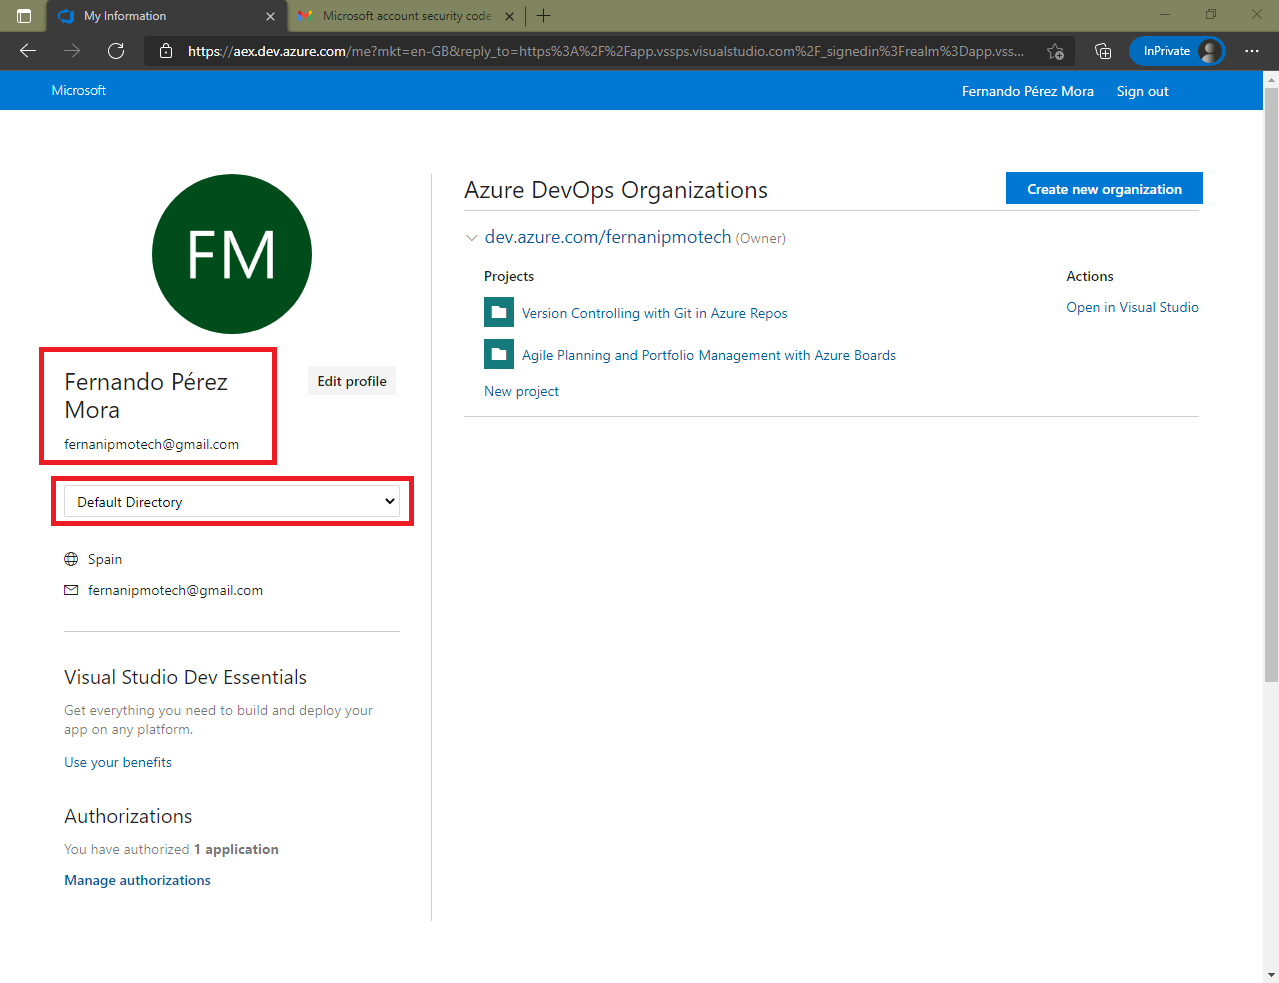 My Information
Microsoft account security code
https://aex.dev.azure.com/me?mkt=en-GB&reply_to=https%3A%2F%2Fapp.vssps.visualstudio.com%2F_signedin%3Frealm%3Dapp.vss...
InPrivate
Microsoft
Fernando Pérez Mora
Sign out
FM
Fernando Pérez
Mora
fernanipmotech@gmail.com
Edit profile
Default Directory
Spain
fernanipmotech@gmail.com
Visual Studio Dev Essentials
Get everything you need to build and deploy your
app on any platform.
Use your benefits
Authorizations
You have authorized 1 application
Manage authorizations
Azure DevOps Organizations
Create new organization
dev.azure.com/fernanipmotech (Owner)
Projects
Actions
Version Controlling with Git in Azure Repos
Open in Visual Studio
Agile Planning and Portfolio Management with Azure Boards
New project